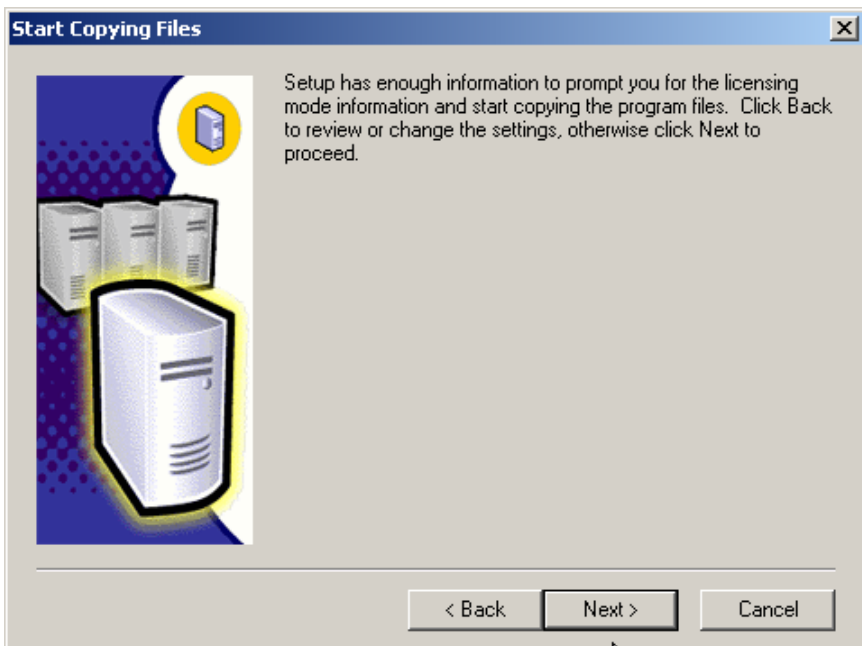 Start Copying Files
Setup has enough information to prompt you for the licensing
mode information and start copying the program files.  Click Back
to review or change the settings, otherwise click Next to
proceed.
< Back
Next >
Cancel